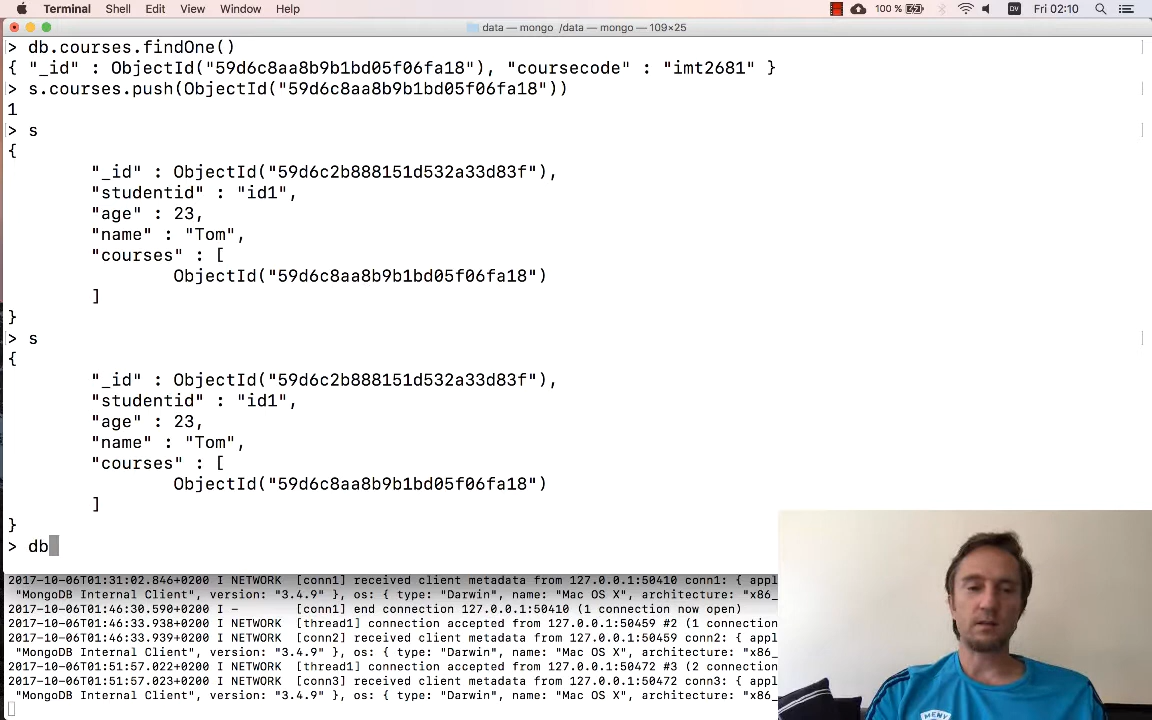 Terminal Shell Edit View Window Help 100 % DV Fri 02:10
data — mongo /data — mongo — 109×25
> db.courses.findOne()
{ "_id" : ObjectId("59d6c8aa8b9b1bd05f06fa18"), "coursecode" : "imt2681" }
> s.courses.push(ObjectId("59d6c8aa8b9b1bd05f06fa18"))
1
> s
{
"_id" : ObjectId("59d6c2b888151d532a33d83f"),
"studentid" : "id1",
"age" : 23,
"name" : "Tom",
"courses" : [
ObjectId("59d6c8aa8b9b1bd05f06fa18")
]
}
> s
{
"_id" : ObjectId("59d6c2b888151d532a33d83f"),
"studentid" : "id1",
"age" : 23,
"name" : "Tom",
"courses" : [
ObjectId("59d6c8aa8b9b1bd05f06fa18")
]
}
> db
2017-10-06T01:31:02.846+0200 I NETWORK [conn1] received client metadata from 127.0.0.1:50410 conn1: { appl
"MongoDB Internal Client", version: "3.4.9" }, os: { type: "Darwin", name: "Mac OS X", architecture: "x86_
2017-10-06T01:46:30.590+0200 I - [conn1] end connection 127.0.0.1:50410 (1 connection now open)
2017-10-06T01:46:33.938+0200 I NETWORK [thread1] connection accepted from 127.0.0.1:50459 #2 (1 connection
2017-10-06T01:46:33.939+0200 I NETWORK [conn2] received client metadata from 127.0.0.1:50459 conn2: { appl
"MongoDB Internal Client", version: "3.4.9" }, os: { type: "Darwin", name: "Mac OS X", architecture: "x86_
2017-10-06T01:51:57.022+0200 I NETWORK [thread1] connection accepted from 127.0.0.1:50472 #3 (2 connection
2017-10-06T01:51:57.023+0200 I NETWORK [conn3] received client metadata from 127.0.0.1:50472 conn3: { appl
"MongoDB Internal Client", version: "3.4.9" }, os: { type: "Darwin", name: "Mac OS X", architecture: "x86_
MENY